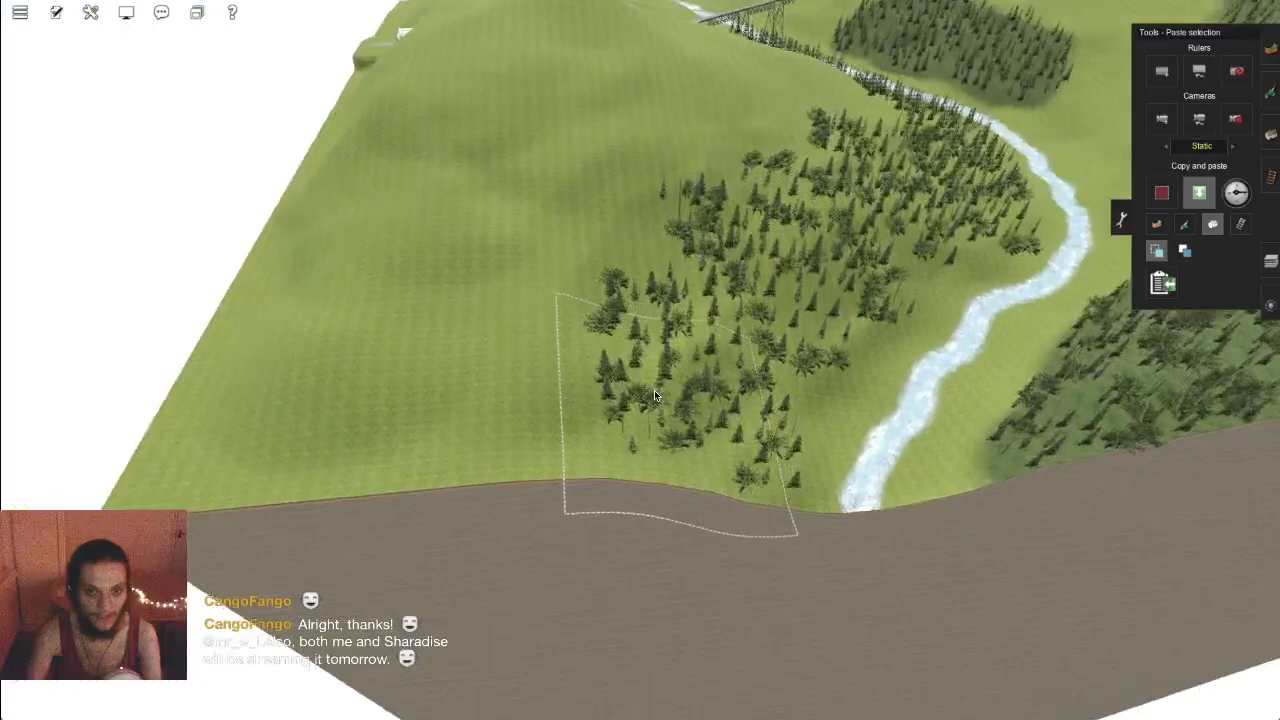 Tools - Paste selection
Rulers
Cameras
Static
Copy and paste
CangoFango
CangoFango Alright, thanks!
both me and Sharadise
will be streaming it tomorrow.